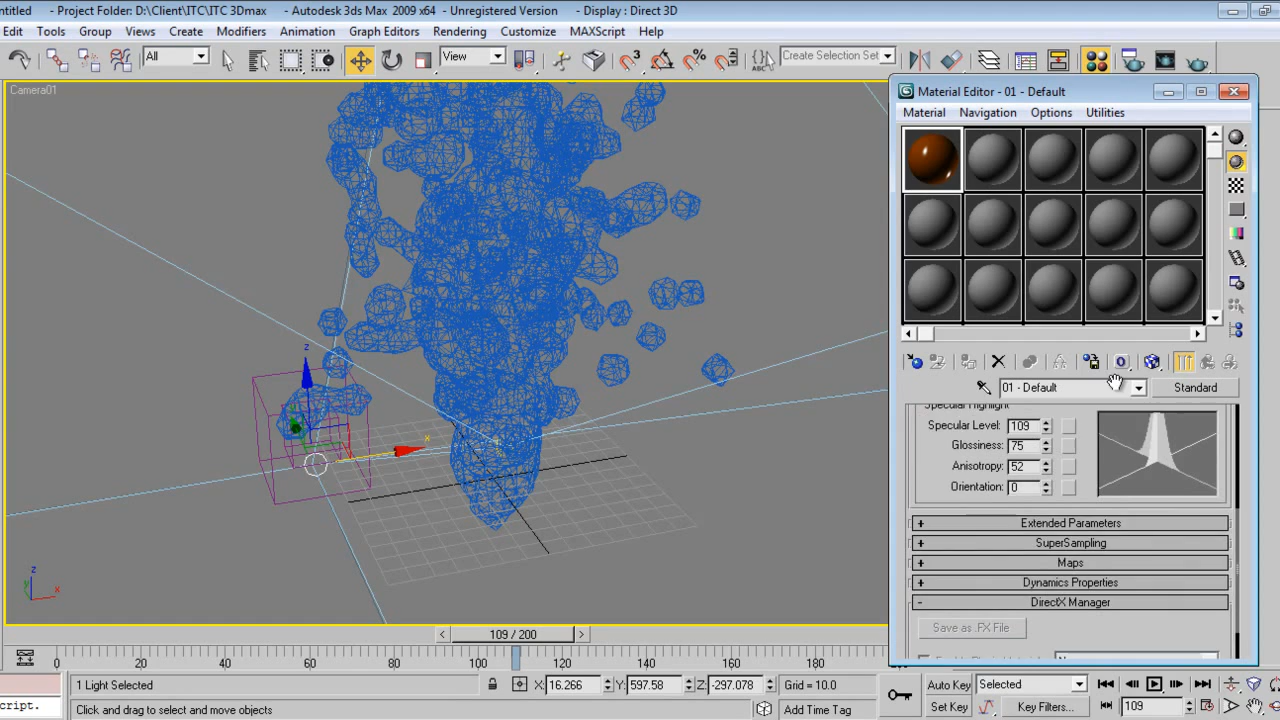 ntitled - Project Folder: D:\Client\ITC\ITC 3Dmax - Autodesk 3ds Max 2009 x64 - Unregistered Version - Display : Direct 3D
Edit Tools Group Views Create Modifiers Animation Graph Editors Rendering Customize MAXScript Help
All View Create Selection Set
Camera01
Material Editor - 01 - Default
Material Navigation Options Utilities
01 - Default Standard
Specular Highlight
Specular Level: 109
Glossiness: 75
Anisotropy: 52
Orientation: 0
+ Extended Parameters
+ SuperSampling
+ Maps
+ Dynamics Properties
- DirectX Manager
Save as .FX File
z
x
z
y
x
< 109 / 200 >
0 20 40 60 80 100 120 140 160 180
1 Light Selected X: 16.266 Y: 597.58 Z: -297.078 Grid = 10.0 Auto Key Selected
cript. Click and drag to select and move objects Add Time Tag Set Key Key Filters... 109